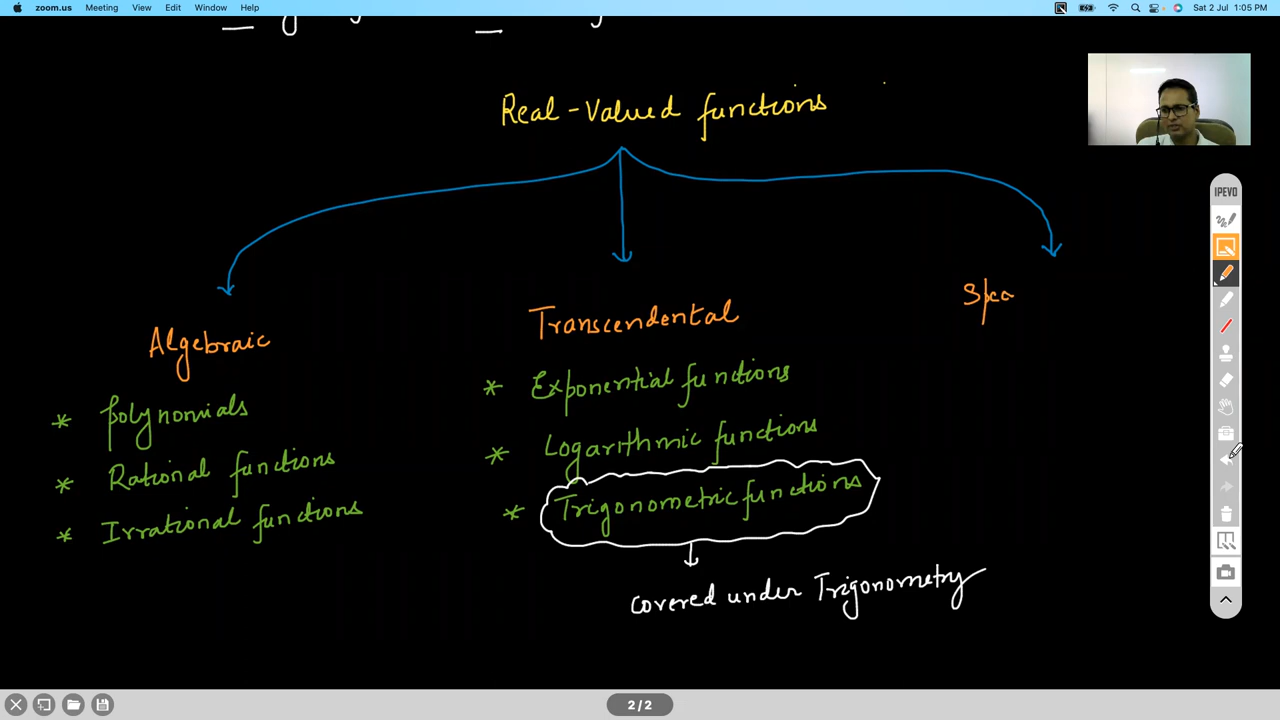 zoom.us Meeting View Edit Window Help
Sat 2 Jul 1:05 PM
Real-Valued functions
Algebraic
Transcendental
Spca
* polynomials
* Rational functions
* Irrational functions
* Exponential functions
* Logarithmic functions
* Trigonometric functions
covered under Trigonometry
IPEVO
2/2